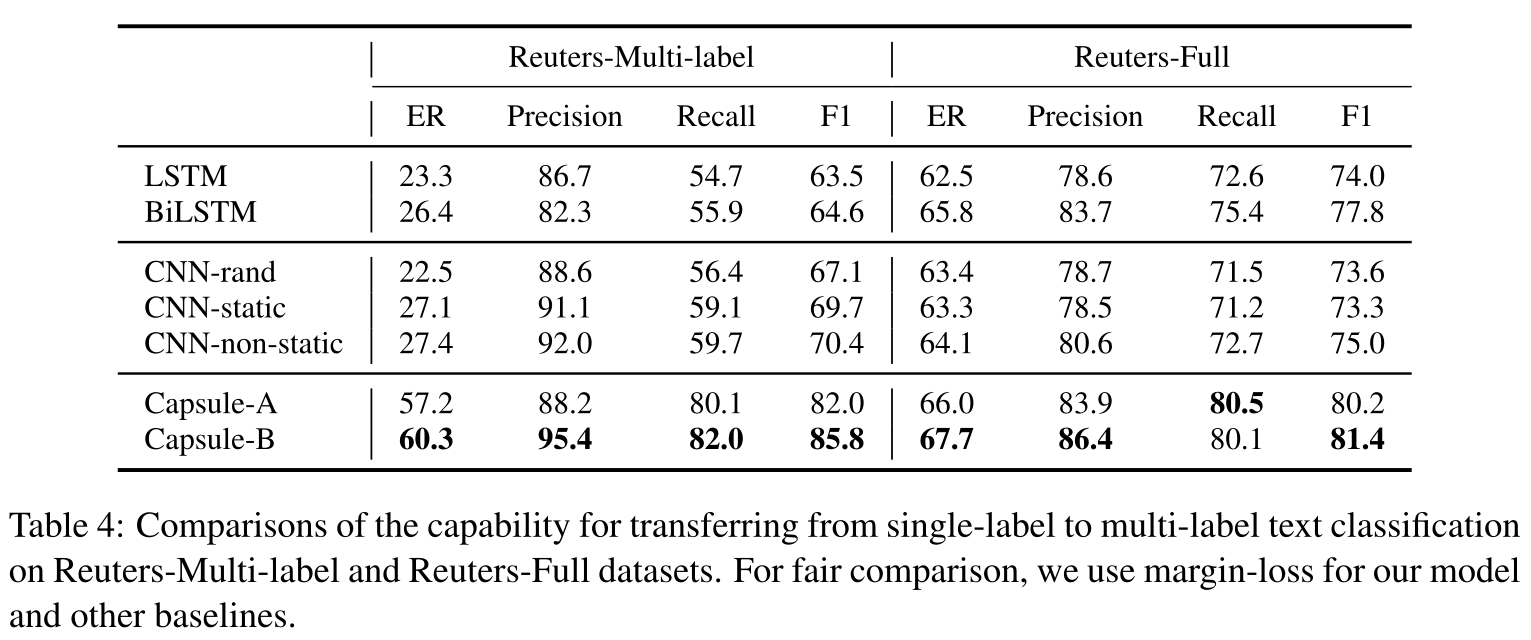 Reuters-Multi-label Reuters-Full
ER Precision Recall F1 ER Precision Recall F1
LSTM 23.3 86.7 54.7 63.5 62.5 78.6 72.6 74.0
BiLSTM 26.4 82.3 55.9 64.6 65.8 83.7 75.4 77.8
CNN-rand 22.5 88.6 56.4 67.1 63.4 78.7 71.5 73.6
CNN-static 27.1 91.1 59.1 69.7 63.3 78.5 71.2 73.3
CNN-non-static 27.4 92.0 59.7 70.4 64.1 80.6 72.7 75.0
Capsule-A 57.2 88.2 80.1 82.0 66.0 83.9 80.5 80.2
Capsule-B 60.3 95.4 82.0 85.8 67.7 86.4 80.1 81.4
Table 4: Comparisons of the capability for transferring from single-label to multi-label text classification
on Reuters-Multi-label and Reuters-Full datasets. For fair comparison, we use margin-loss for our model
and other baselines.